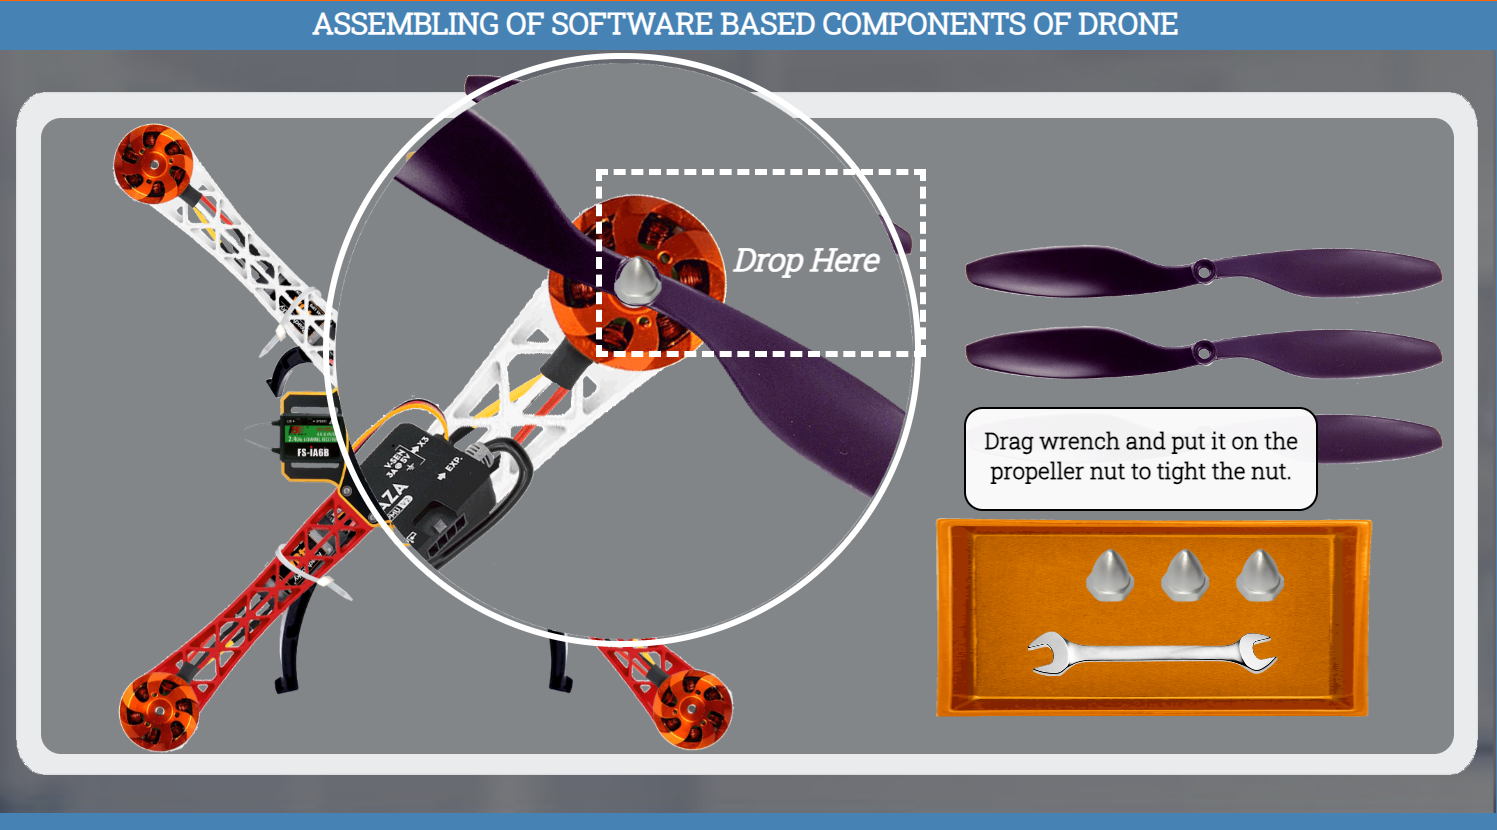 ASSEMBLING OF SOFTWARE BASED COMPONENTS OF DRONE
Drop Here
Drag wrench and put it on the
propeller nut to tight the nut.
FS-iA6B
V-SEN
3A@5V
X3
EXP.
AZA